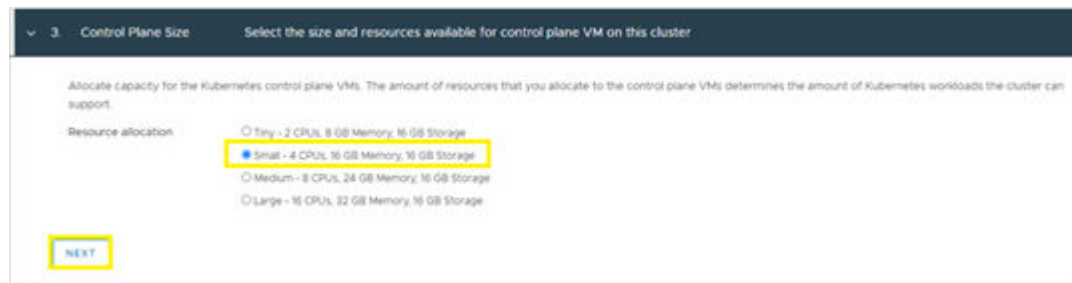 3. Control Plane Size Select the size and resources available for control plane VM on this cluster
Allocate capacity for the Kubernetes control plane VMs. The amount of resources that you allocate to the control plane VMs determines the amount of Kubernetes workloads the cluster can
support.
Resource allocation Tiny - 2 CPUs, 8 GB Memory, 16 GB Storage
Small - 4 CPUs, 16 GB Memory, 16 GB Storage
Medium - 8 CPUs, 24 GB Memory, 16 GB Storage
Large - 16 CPUs, 32 GB Memory, 16 GB Storage
NEXT